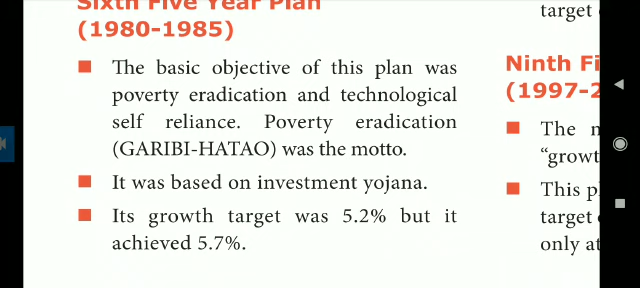 Sixth Five Year Plan
(1980-1985)
The basic objective of this plan was
poverty eradication and technological
self reliance. Poverty eradication
(GARIBI-HATAO) was the motto.
It was based on investment yojana.
Its growth target was 5.2% but it
achieved 5.7%.
target
Ninth
(1997-2
The
“growt
This
target
only